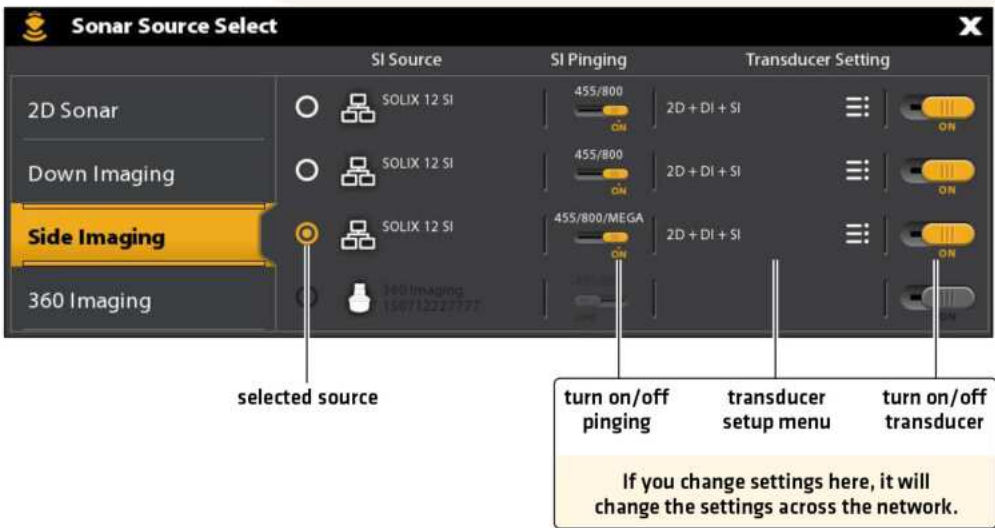 Sonar Source Select X
SI Source SI Pinging Transducer Setting
2D Sonar
SOLIX 12 SI 455/800 ON 2D + DI + SI ON
Down Imaging
SOLIX 12 SI 455/800 ON 2D + DI + SI ON
Side Imaging
SOLIX 12 SI 455/800/MEGA ON 2D + DI + SI ON
360 Imaging
360 Imaging
150712227777
ON
selected source
turn on/off
pinging
transducer
setup menu
turn on/off
transducer
If you change settings here, it will
change the settings across the network.